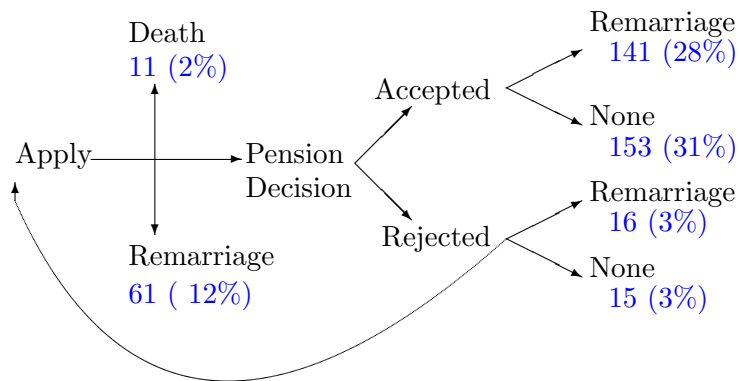 Death
11 (2%)
Remarriage
141 (28%)
Accepted
None
153 (31%)
Apply
Pension
Decision
Remarriage
16 (3%)
Rejected
Remarriage
61 ( 12%)
None
15 (3%)